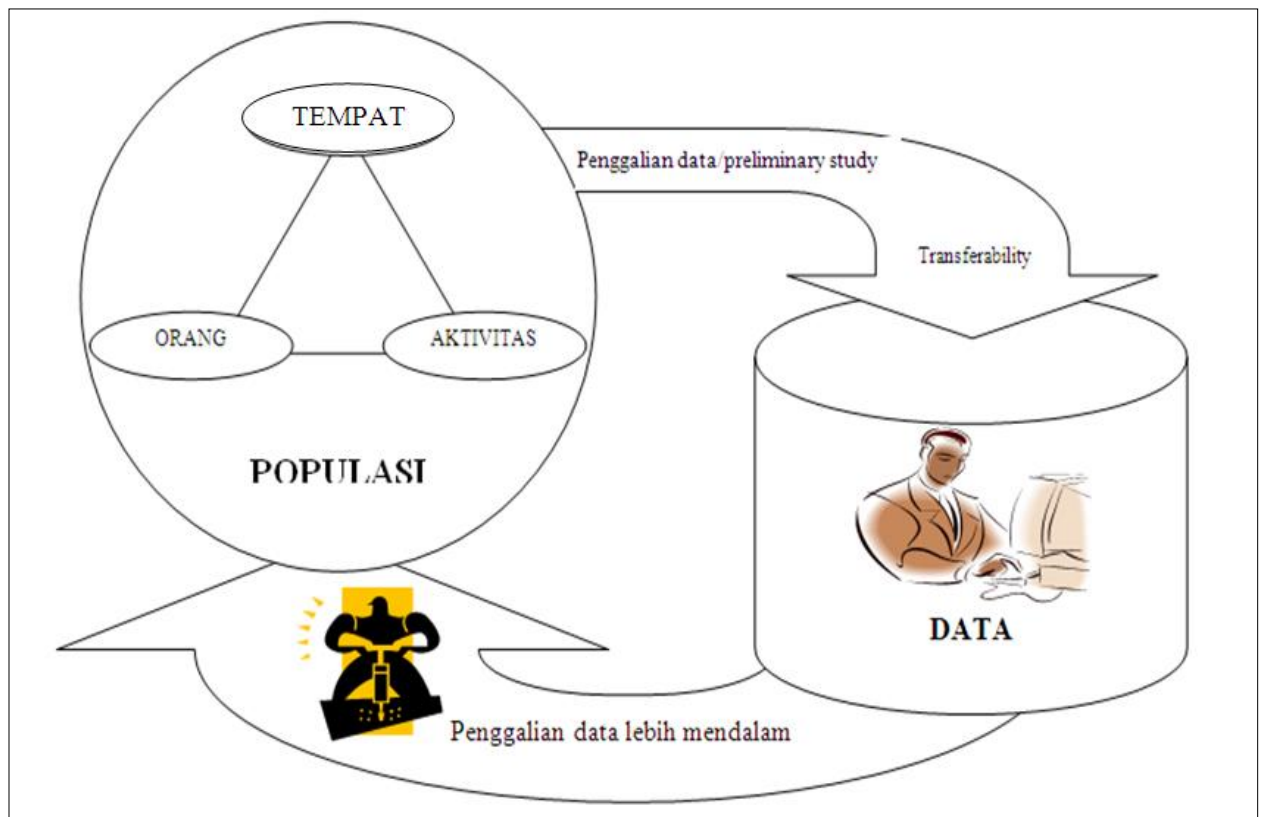 TEMPAT
Penggalian data/preliminary study
Transferability
ORANG
AKTIVITAS
POPULASI
DATA
Penggalian data lebih mendalam